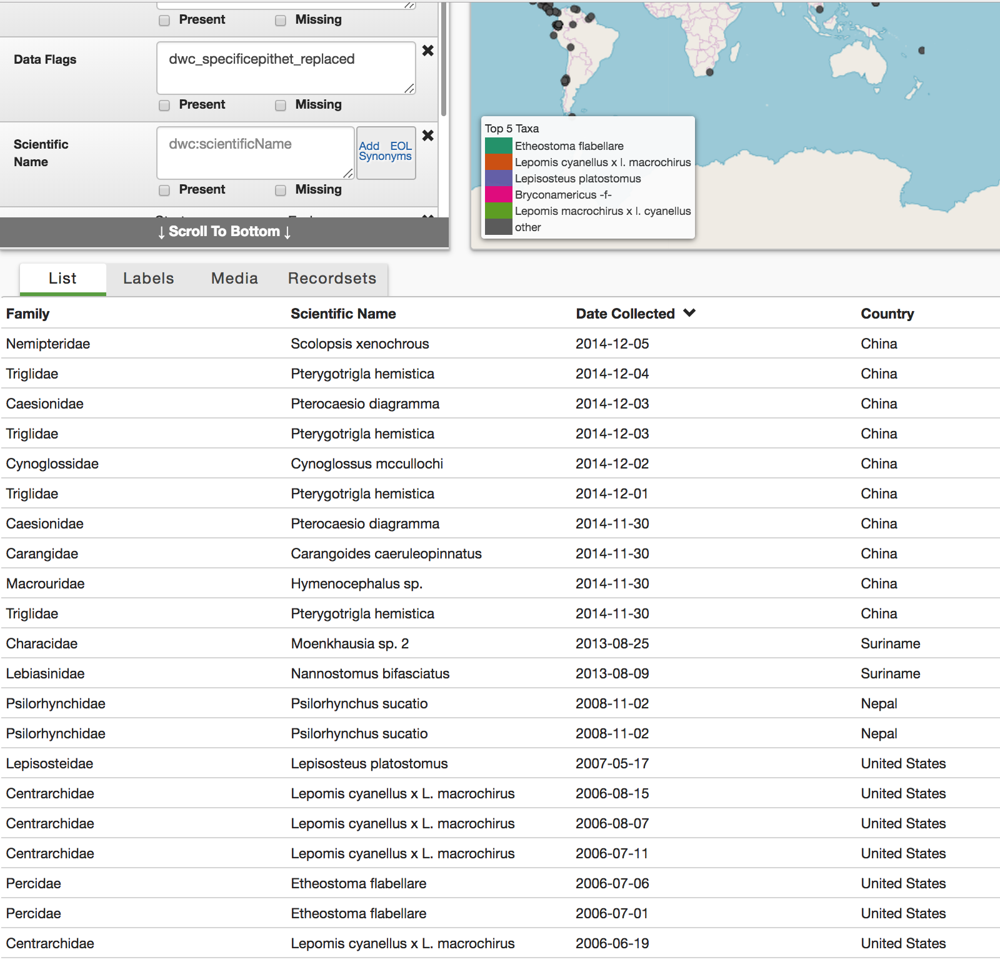 Present Missing
Data Flags
dwc_specificepithet_replaced
Present Missing
Scientific
Name
dwc:scientificName
Add EOL
Synonyms
Present Missing
↓ Scroll To Bottom ↓
Top 5 Taxa
Etheostoma flabellare
Lepomis cyanellus x l. macrochirus
Lepisosteus platostomus
Bryconamericus -f-
Lepomis macrochirus x l. cyanellus
other
List Labels Media Recordsets
Family Scientific Name Date Collected Country
Nemipteridae Scolopsis xenochrous 2014-12-05 China
Triglidae Pterygotrigla hemistica 2014-12-04 China
Caesionidae Pterocaesio diagramma 2014-12-03 China
Triglidae Pterygotrigla hemistica 2014-12-03 China
Cynoglossidae Cynoglossus mccullochi 2014-12-02 China
Triglidae Pterygotrigla hemistica 2014-12-01 China
Caesionidae Pterocaesio diagramma 2014-11-30 China
Carangidae Carangoides caeruleopinnatus 2014-11-30 China
Macrouridae Hymenocephalus sp. 2014-11-30 China
Triglidae Pterygotrigla hemistica 2014-11-30 China
Characidae Moenkhausia sp. 2 2013-08-25 Suriname
Lebiasinidae Nannostomus bifasciatus 2013-08-09 Suriname
Psilorhynchidae Psilorhynchus sucatio 2008-11-02 Nepal
Psilorhynchidae Psilorhynchus sucatio 2008-11-02 Nepal
Lepisosteidae Lepisosteus platostomus 2007-05-17 United States
Centrarchidae Lepomis cyanellus x L. macrochirus 2006-08-15 United States
Centrarchidae Lepomis cyanellus x L. macrochirus 2006-08-07 United States
Centrarchidae Lepomis cyanellus x L. macrochirus 2006-07-11 United States
Percidae Etheostoma flabellare 2006-07-06 United States
Percidae Etheostoma flabellare 2006-07-01 United States
Centrarchidae Lepomis cyanellus x L. macrochirus 2006-06-19 United States